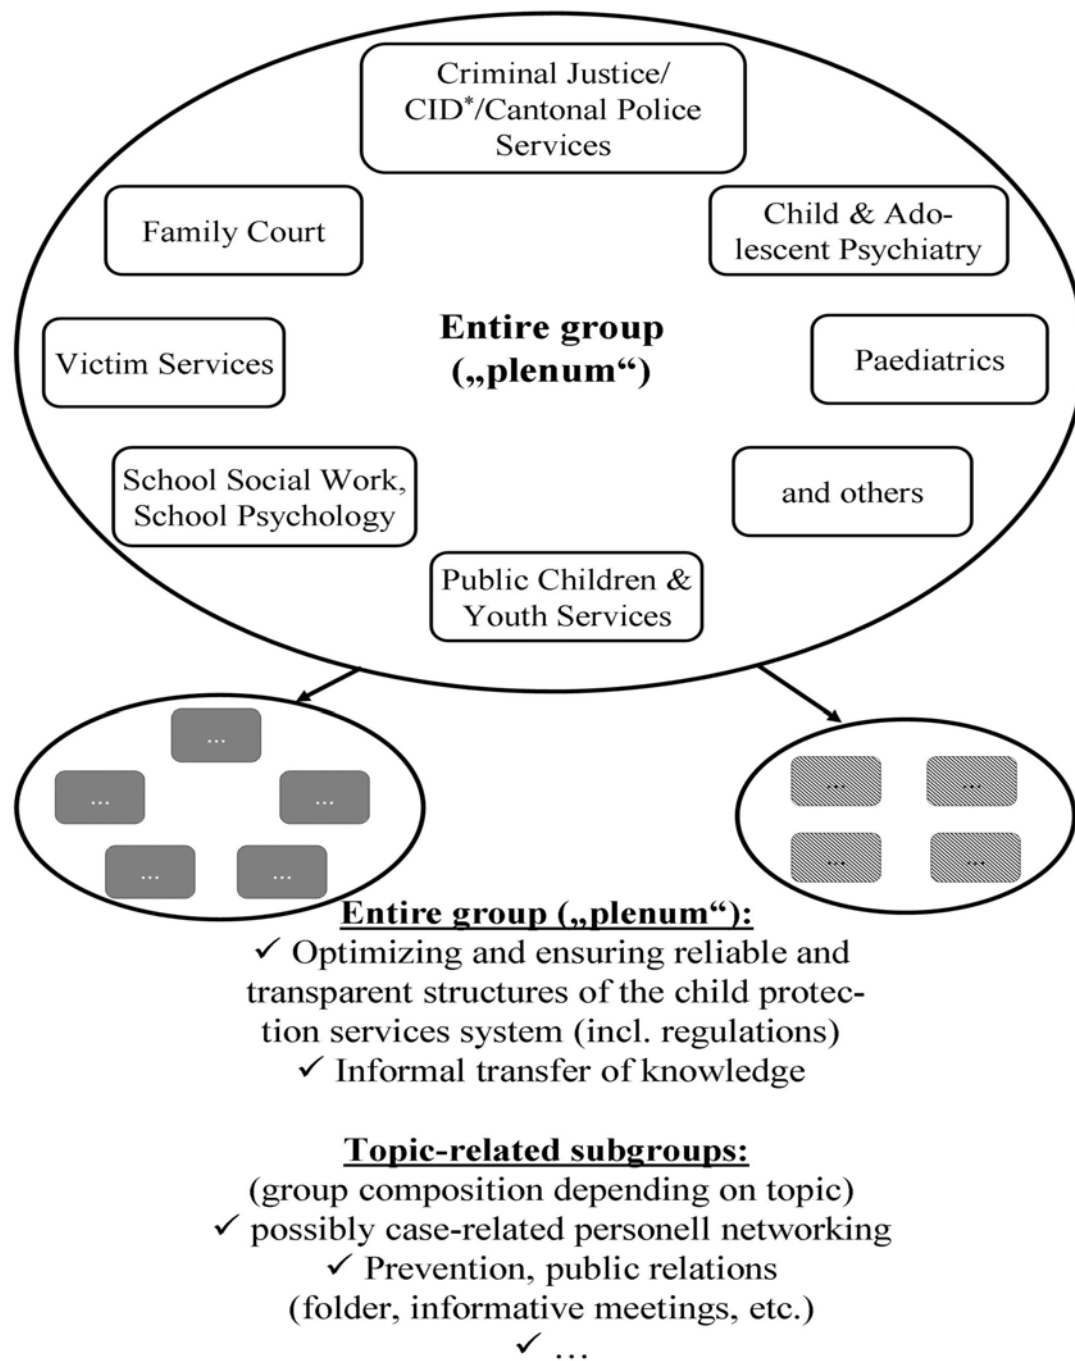 Criminal Justice/
CID*/Cantonal Police
Services
Family Court
Child & Ado-
lescent Psychiatry
Entire group
(„plenum“)
Victim Services
Paediatrics
School Social Work,
School Psychology
and others
Public Children &
Youth Services
...
...
...
...
...
...
...
...
...
Entire group („plenum“):
✓ Optimizing and ensuring reliable and
transparent structures of the child protec-
tion services system (incl. regulations)
✓ Informal transfer of knowledge
Topic-related subgroups:
(group composition depending on topic)
✓ possibly case-related personell networking
✓ Prevention, public relations
(folder, informative meetings, etc.)
✓ ...